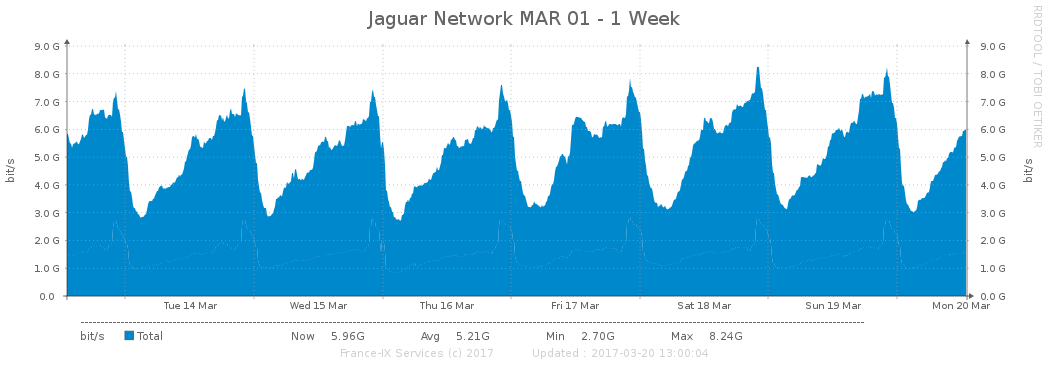 Jaguar Network MAR 01 - 1 Week
RRDTOOL / TOBI OETIKER
bit/s
9.0 G
8.0 G
7.0 G
6.0 G
5.0 G
4.0 G
3.0 G
2.0 G
1.0 G
0.0
9.0 G
8.0 G
7.0 G
6.0 G
5.0 G
4.0 G
3.0 G
2.0 G
1.0 G
0.0 G
bit/s
Tue 14 Mar Wed 15 Mar Thu 16 Mar Fri 17 Mar Sat 18 Mar Sun 19 Mar Mon 20 Mar
bit/s Total Now 5.96G Avg 5.21G Min 2.70G Max 8.24G
France-IX Services (c) 2017 Updated : 2017-03-20 13:00:04